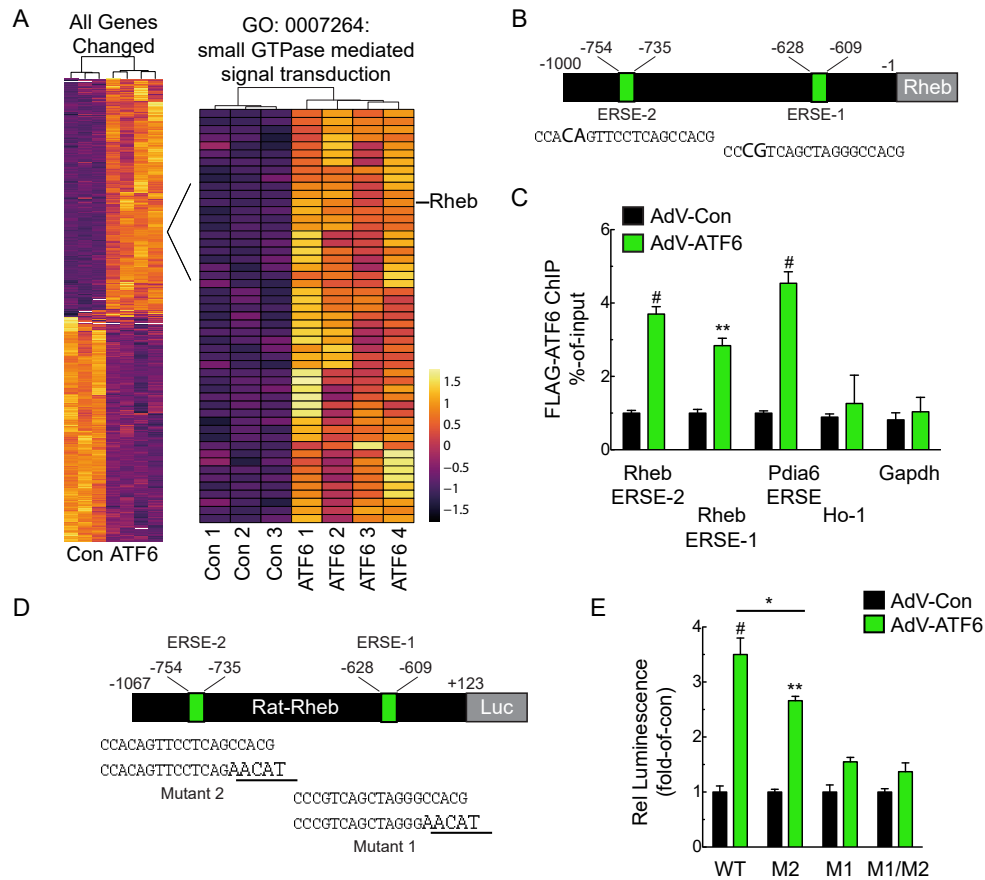 A
All Genes
Changed
GO: 0007264:
small GTPase mediated
signal transduction
Rheb
1.5
1
0.5
0
−0.5
−1
−1.5
Con ATF6
Con 1
Con 2
Con 3
ATF6 1
ATF6 2
ATF6 3
ATF6 4
B
-754
-735
-628
-609
-1000
-1
Rheb
ERSE-2
ERSE-1
CCACAGTTCCTCAGCCACG
CCCGTCAGCTAGGGCCACG
C
AdV-Con
AdV-ATF6
FLAG-ATF6 ChIP
%-of-input
6
4
2
0
#
**
#
Rheb
ERSE-2
Rheb
ERSE-1
Pdia6
ERSE
Ho-1
Gapdh
D
ERSE-2
ERSE-1
-754
-735
-628
-609
-1067
+123
Rat-Rheb
Luc
CCACAGTTCCTCAGCCACG
CCACAGTTCCTCAGAACAT
Mutant 2
CCCGTCAGCTAGGGCCACG
CCCGTCAGCTAGGGAACAT
Mutant 1
E
AdV-Con
AdV-ATF6
Rel Luminescence
(fold-of-con)
4
3
2
1
0
*
#
**
WT
M2
M1
M1/M2